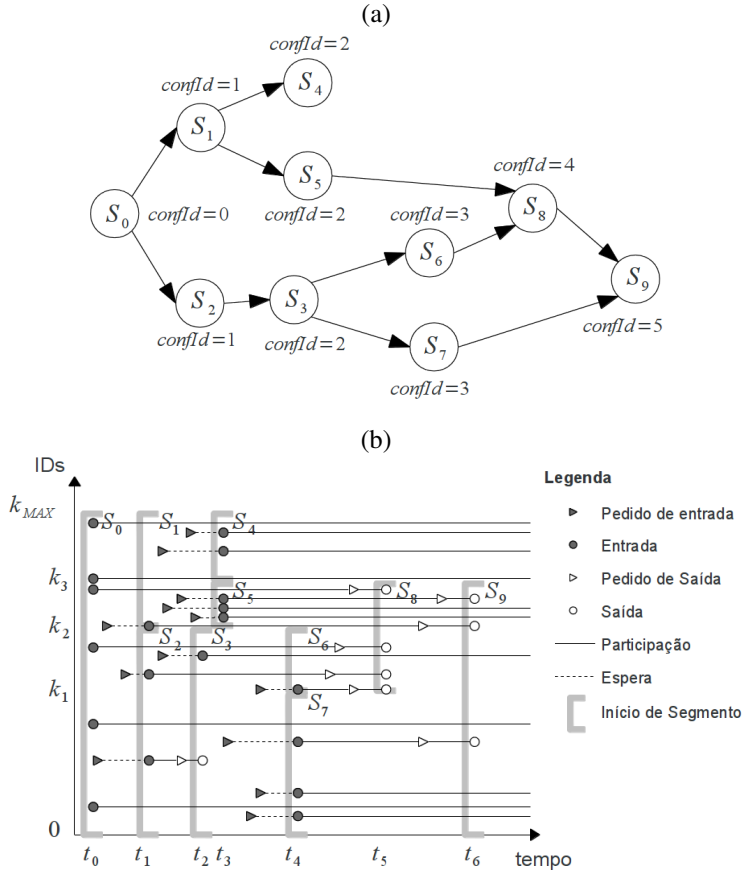 (a)
confId=2
S₄
confId=1
S₁
confId=4
S₅
S₈
S₀
confId=0
confId=2
confId=3
S₆
S₉
S₂
S₃
confId=1
confId=2
S₇
confId=5
confId=3
(b)
IDs
Legenda
k_MAX
S₀ S₁ S₄
Pedido de entrada
Entrada
k₃
S₅ S₈ S₉
Pedido de Saída
Saída
k₂
S₂ S₃ S₆
Participação
Espera
k₁
S₇
Início de Segmento
0
t₀ t₁ t₂ t₃ t₄ t₅ t₆ tempo